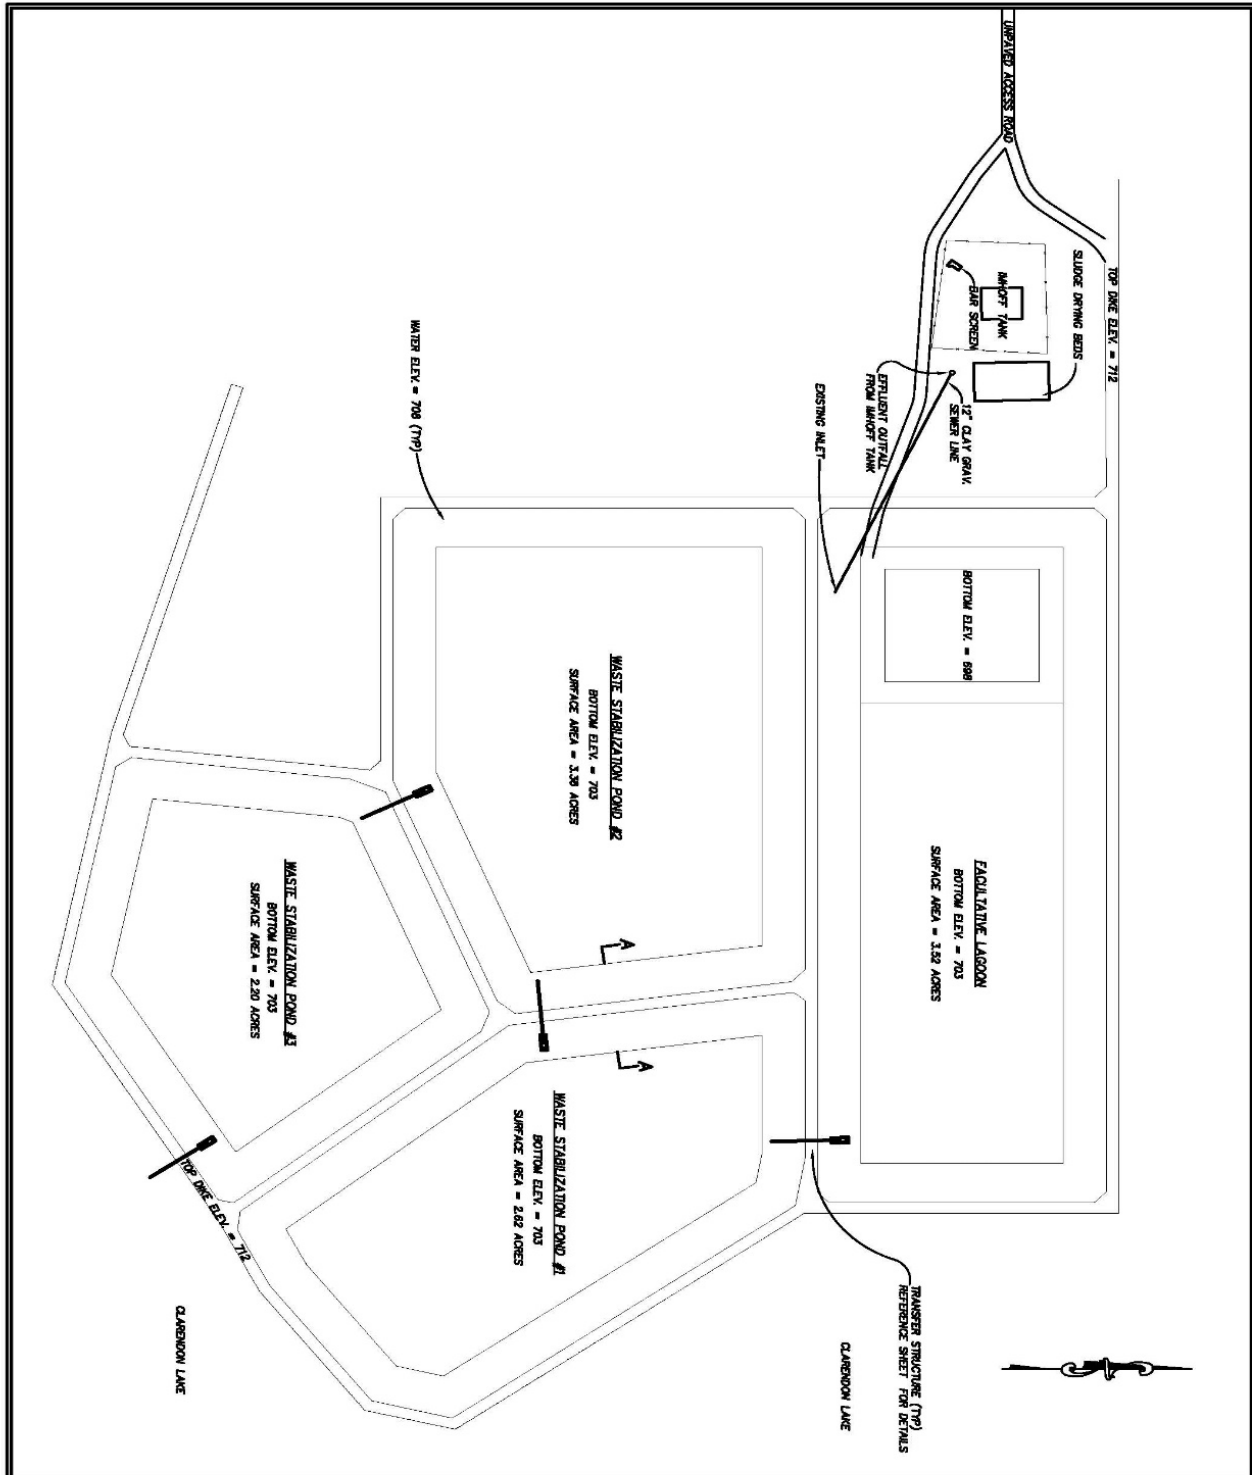 UNPAVED ACCESS ROAD
TOP DIKE ELEV. = 712
SLUDGE DRYING BEDS
IMHOFF TANK
BAR SCREEN
12" CLAY GRAV.
SEWER LINE
EFFLUENT OUTFALL
FROM IMHOFF TANK
EXISTING INLET
WATER ELEV. = 708 (TYP)
BOTTOM ELEV. = 698
FACULTATIVE LAGOON
BOTTOM ELEV. = 703
SURFACE AREA = 3.52 ACRES
WASTE STABILIZATION POND #2
BOTTOM ELEV. = 703
SURFACE AREA = 3.38 ACRES
WASTE STABILIZATION POND #3
BOTTOM ELEV. = 703
SURFACE AREA = 2.20 ACRES
A
A
WASTE STABILIZATION POND #1
BOTTOM ELEV. = 703
SURFACE AREA = 2.62 ACRES
TOP DIKE ELEV. = 712
TRANSFER STRUCTURE (TYP)
REFERENCE SHEET FOR DETAILS
CLARENDON LAKE
CLARENDON LAKE